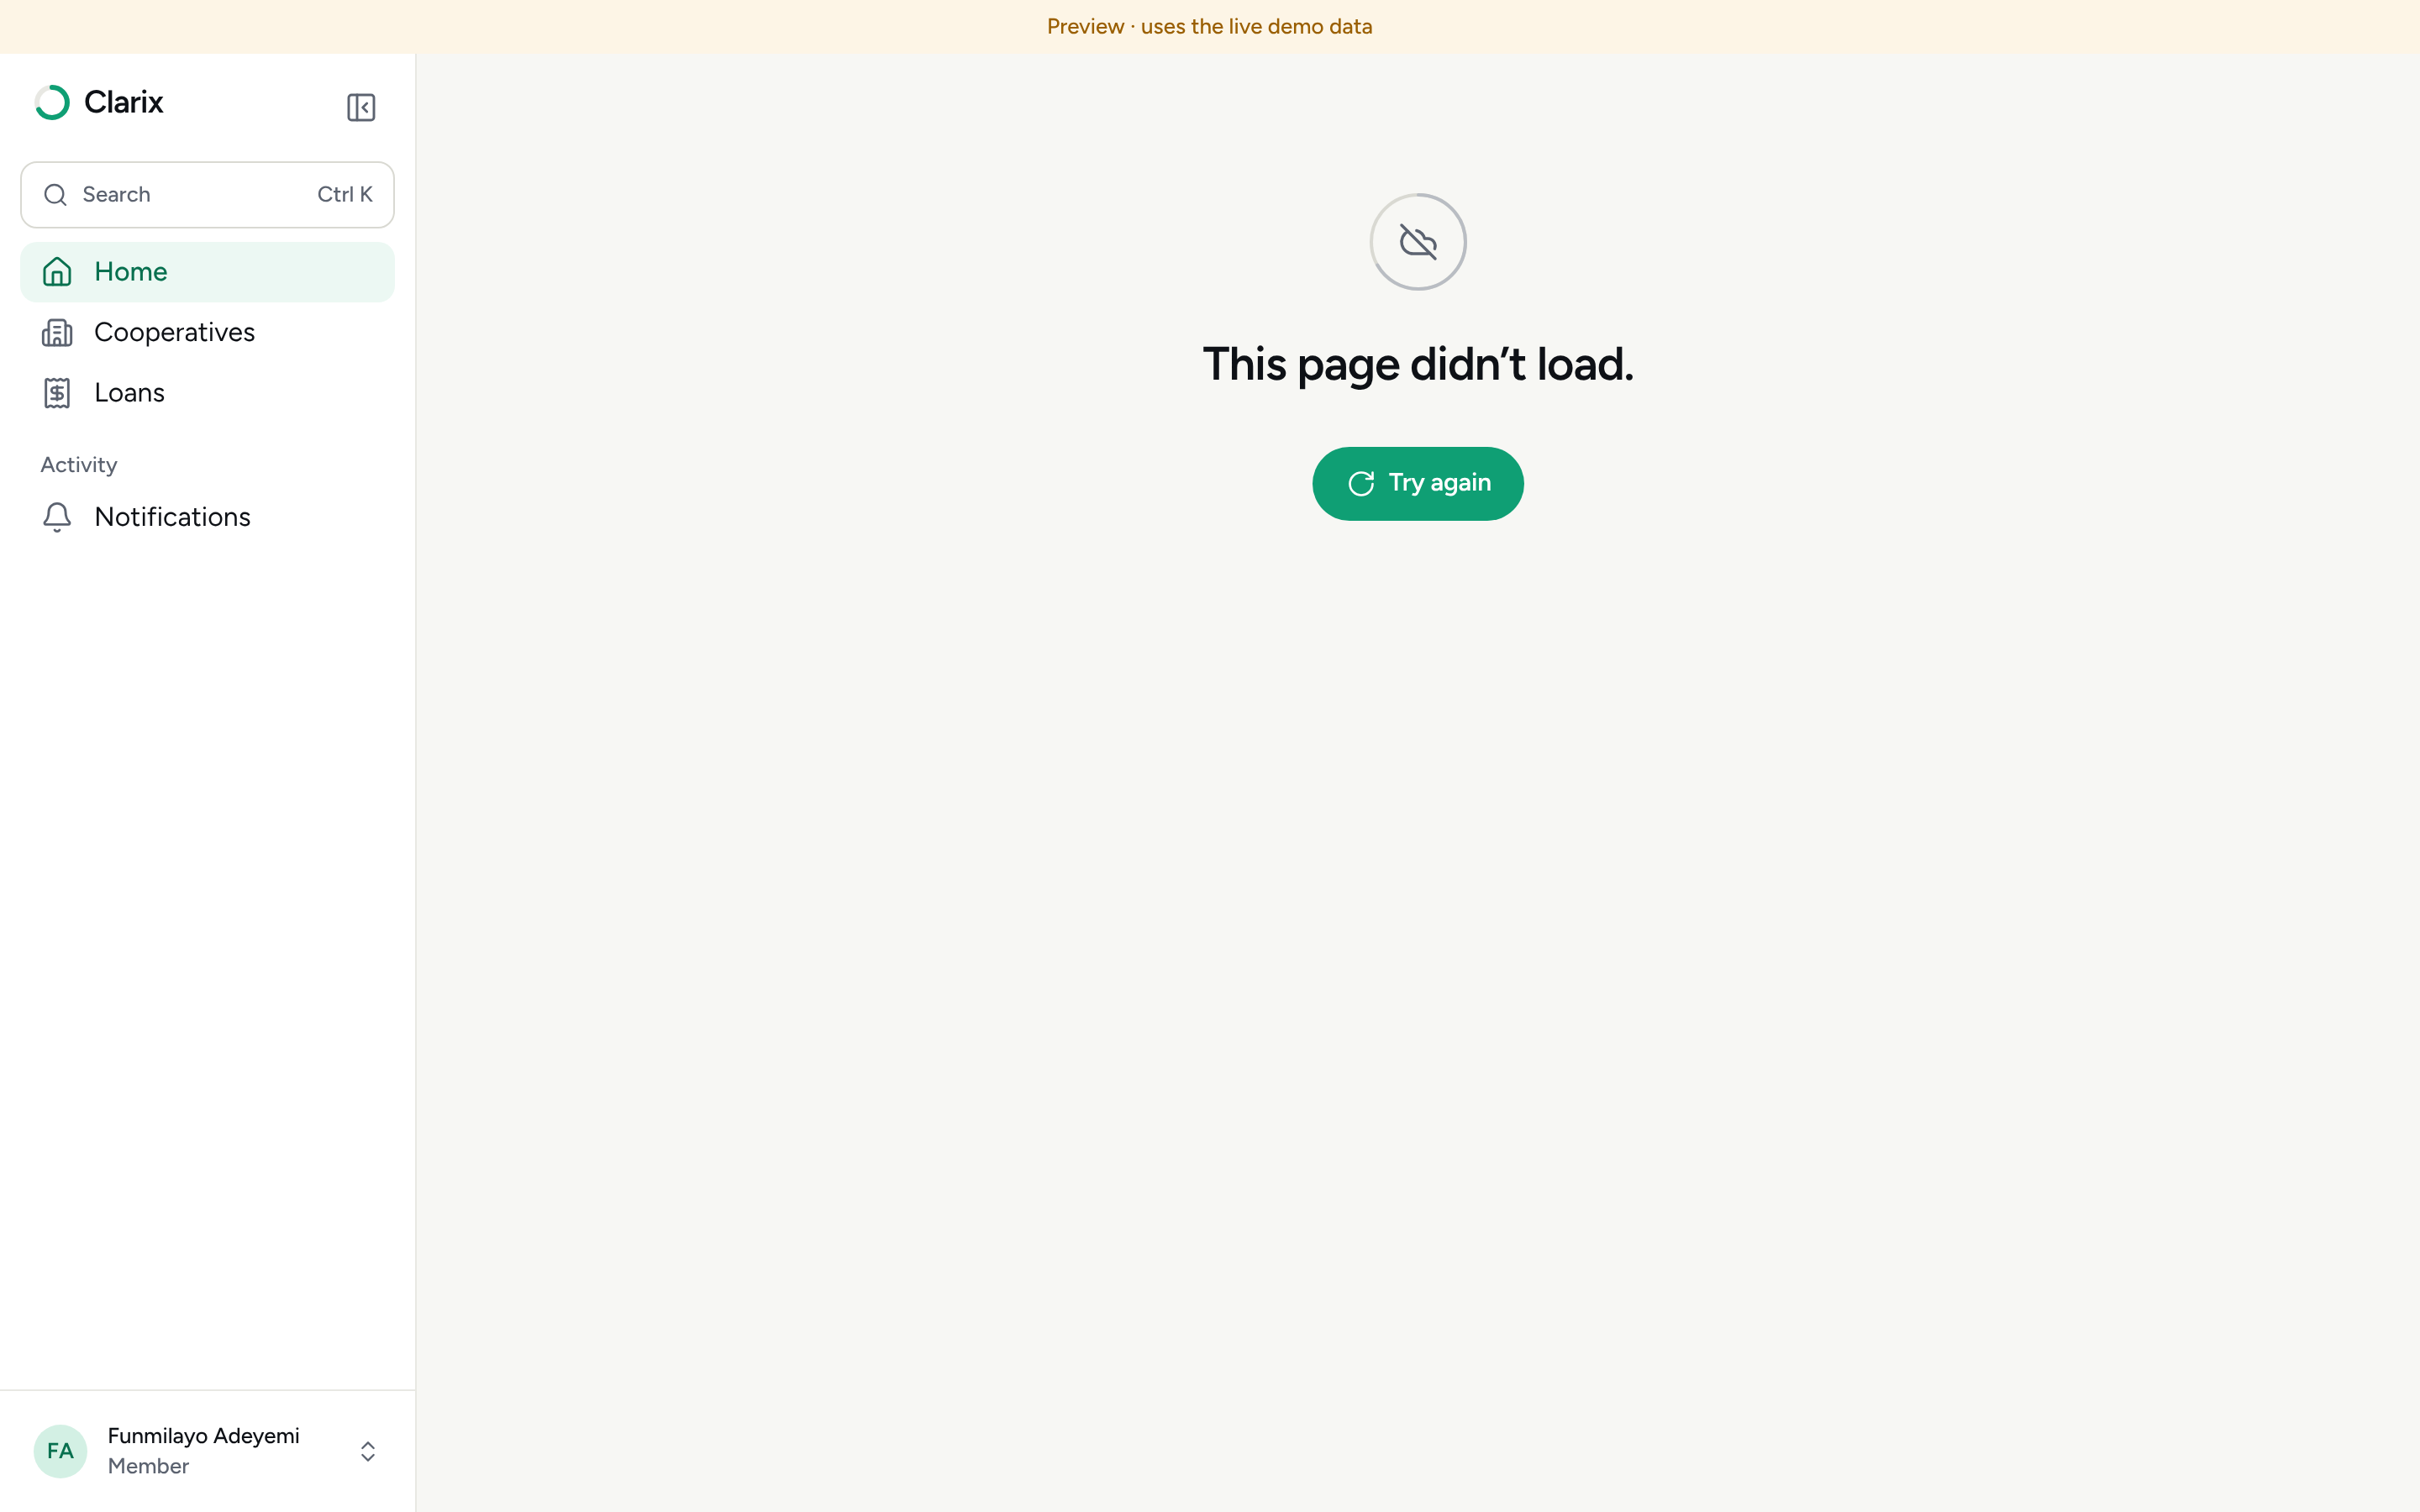 Preview · uses the live demo data
Clarix
Search Ctrl K
Home
Cooperatives
Loans
Activity
Notifications
This page didn’t load.
Try again
FA
Funmilayo Adeyemi
Member